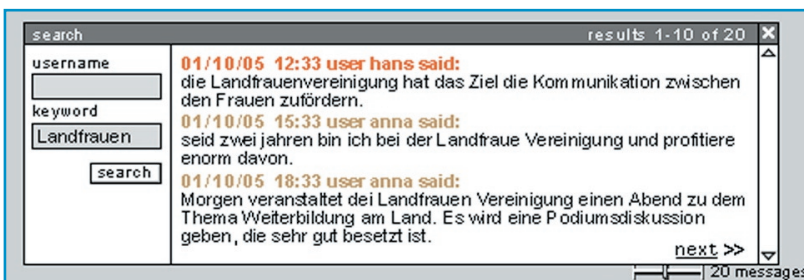 search results 1-10 of 20 X
username
keyword
Landfrauen
search
01/10/05 12:33 user hans said:
die Landfrauenvereinigung hat das Ziel die Kommunikation zwischen
den Frauen zufördern.
01/10/05 15:33 user anna said:
seid zwei jahren bin ich bei der Landfraue Vereinigung und profitiere
enorm davon.
01/10/05 18:33 user anna said:
Morgen veranstaltet dei Landfrauen Vereinigung einen Abend zu dem
Thema Weiterbildung am Land. Es wird eine Podiumsdiskussion
geben, die sehr gut besetzt ist.
next >>
20 messages